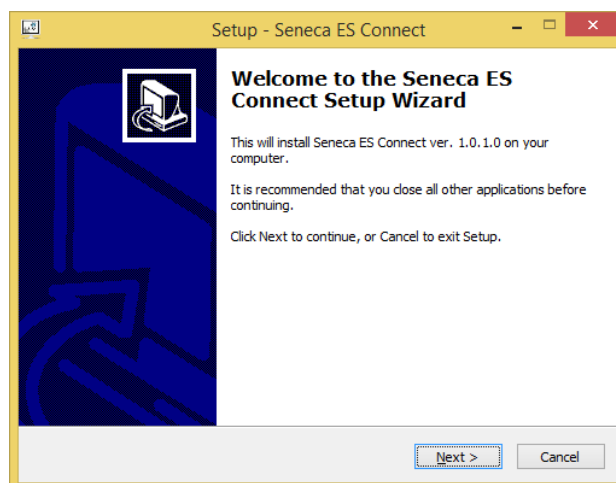 Setup - Seneca ES Connect
Welcome to the Seneca ES
Connect Setup Wizard
This will install Seneca ES Connect ver. 1.0.1.0 on your
computer.
It is recommended that you close all other applications before
continuing.
Click Next to continue, or Cancel to exit Setup.
Next >
Cancel